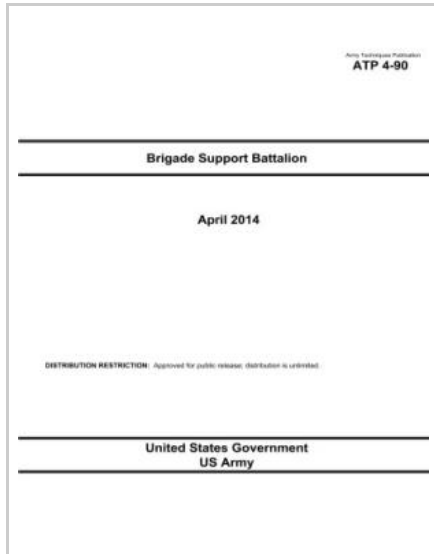 Army Techniques Publication
ATP 4-90
Brigade Support Battalion
April 2014
DISTRIBUTION RESTRICTION: Approved for public release; distribution is unlimited.
United States Government
US Army